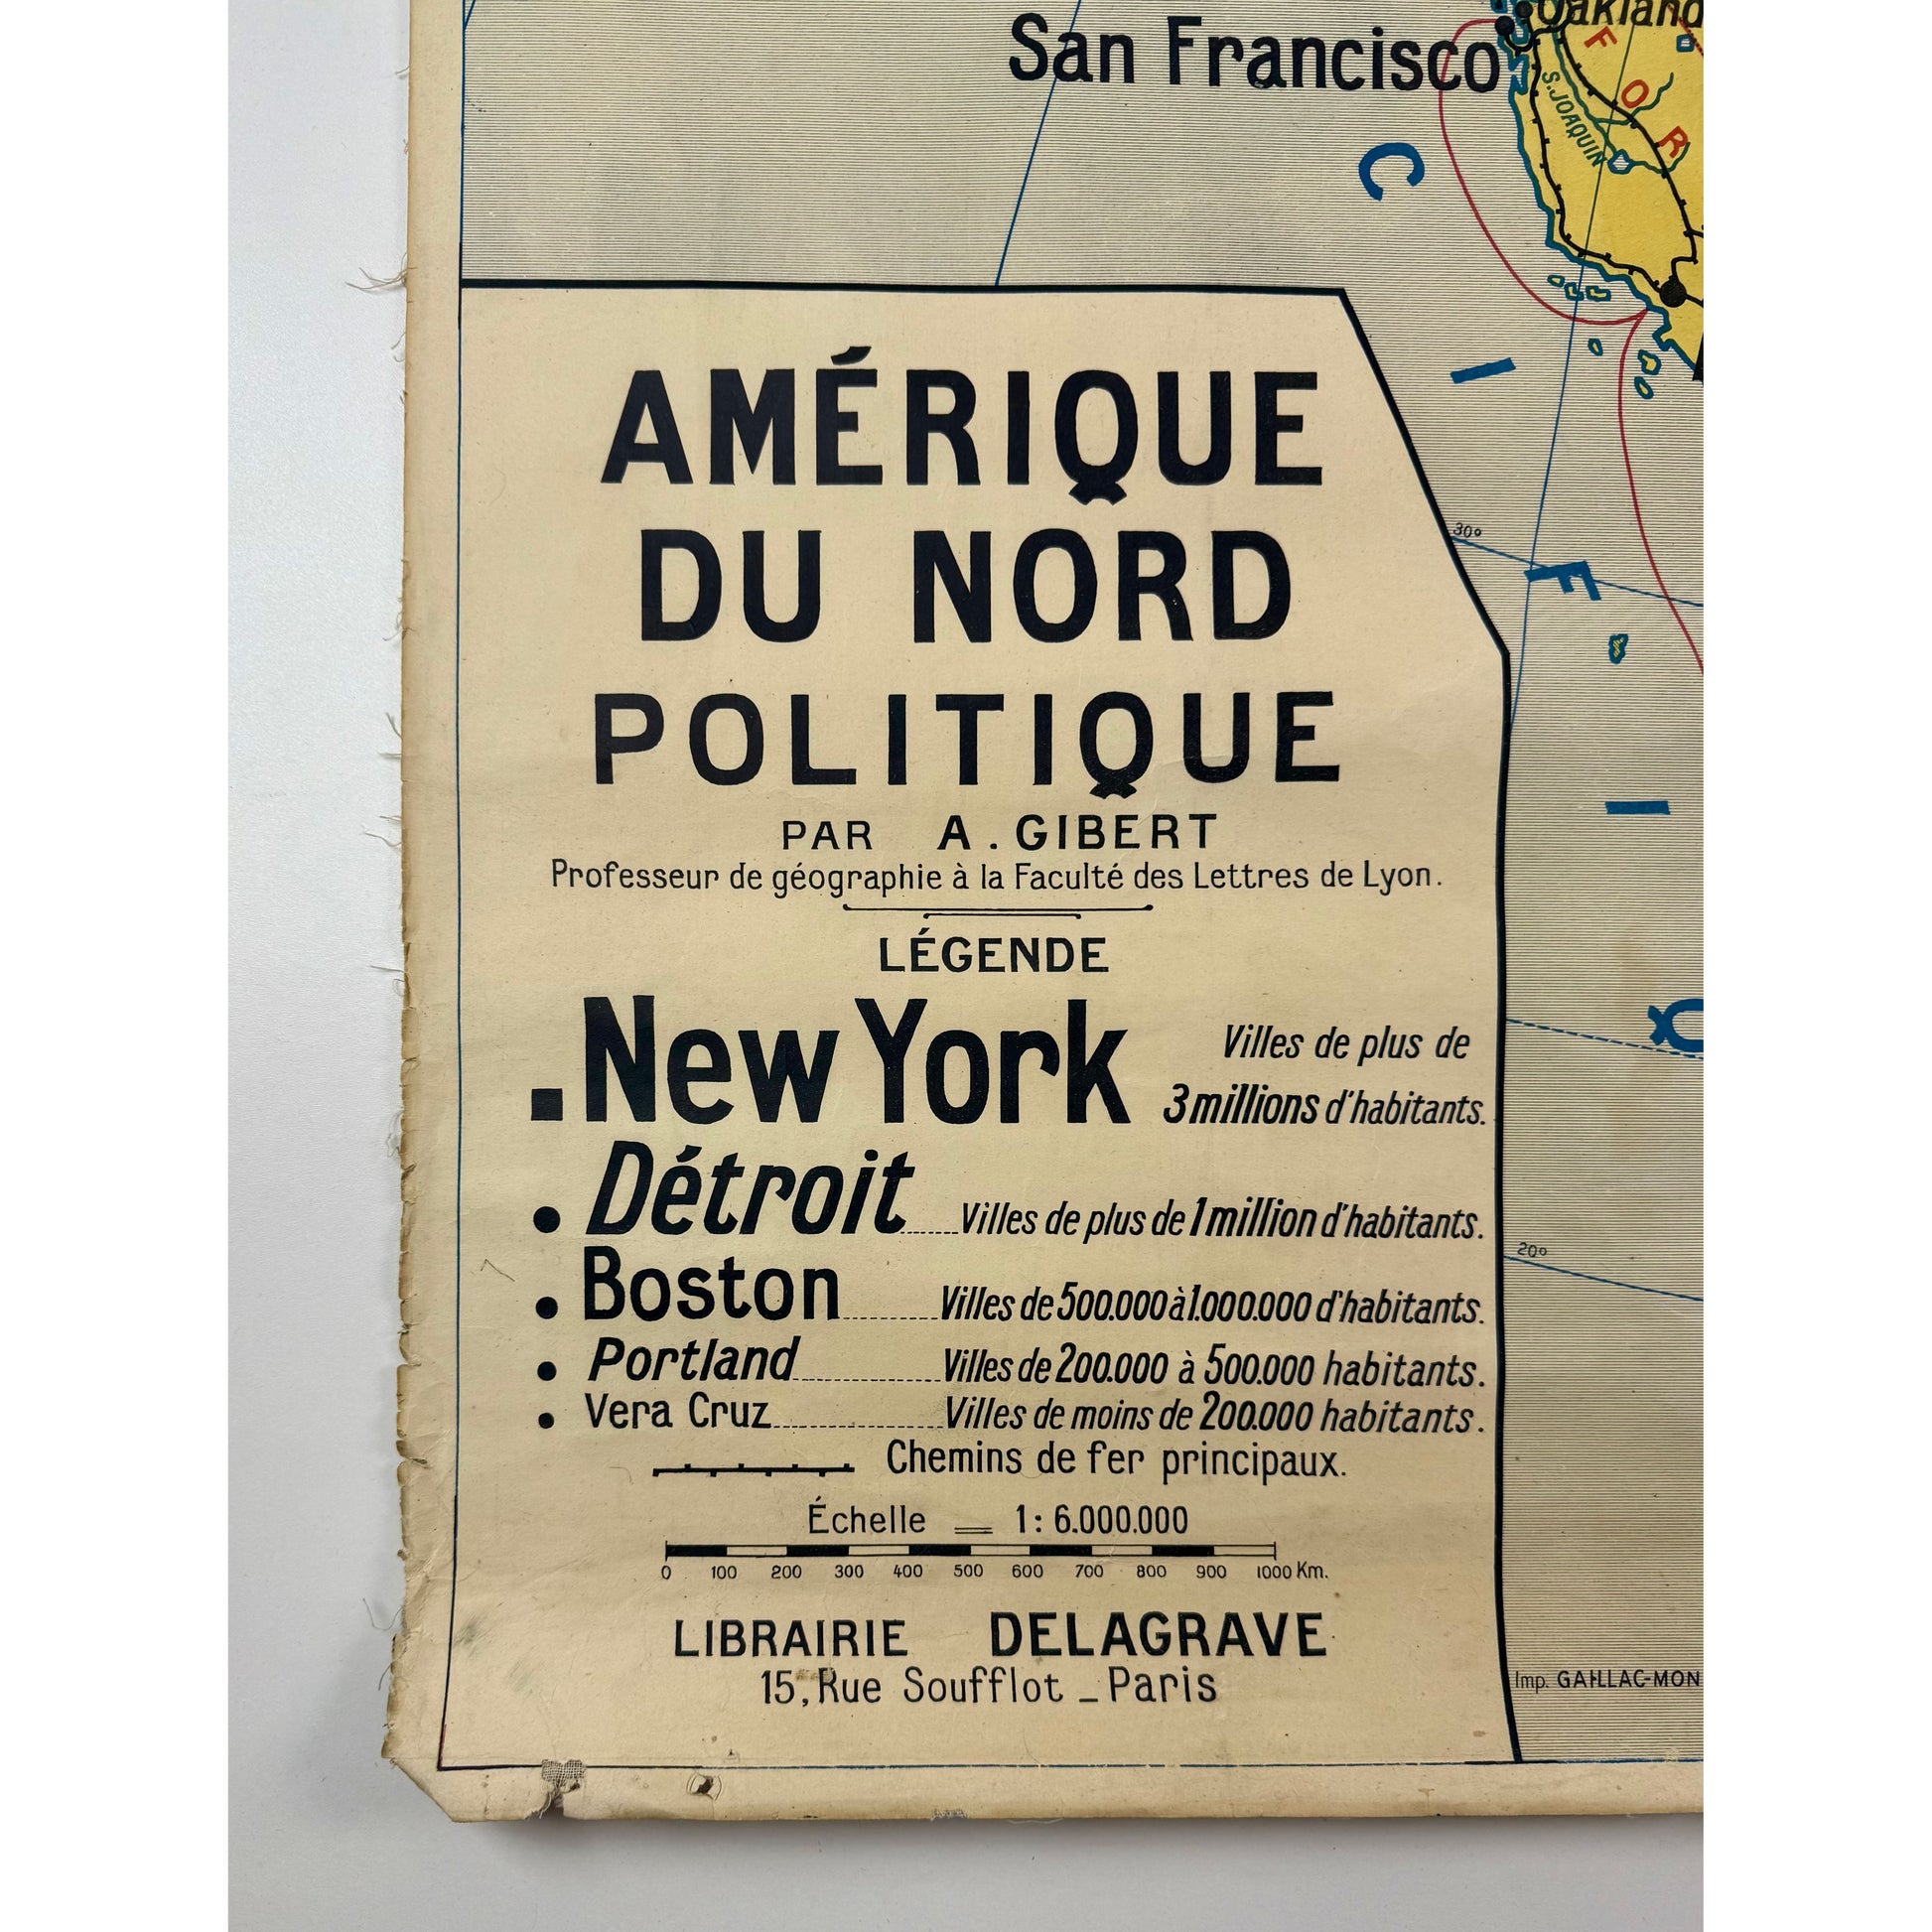 Oakland
San Francisco
F
O
R
S. JOAQUIN
C
I
F
I
Q
30°
20°
AMÉRIQUE
DU NORD
POLITIQUE
PAR A. GIBERT
Professeur de géographie à la Faculté des Lettres de Lyon.
LÉGENDE
New York Villes de plus de
3 millions d'habitants.
Détroit Villes de plus de 1 million d'habitants.
Boston Villes de 500.000 à 1.000.000 d'habitants.
Portland Villes de 200.000 à 500.000 habitants.
Vera Cruz Villes de moins de 200.000 habitants.
Chemins de fer principaux.
Échelle = 1: 6.000.000
0 100 200 300 400 500 600 700 800 900 1000 Km.
LIBRAIRIE DELAGRAVE
15, Rue Soufflot _ Paris
Imp. GAILLAC-MON